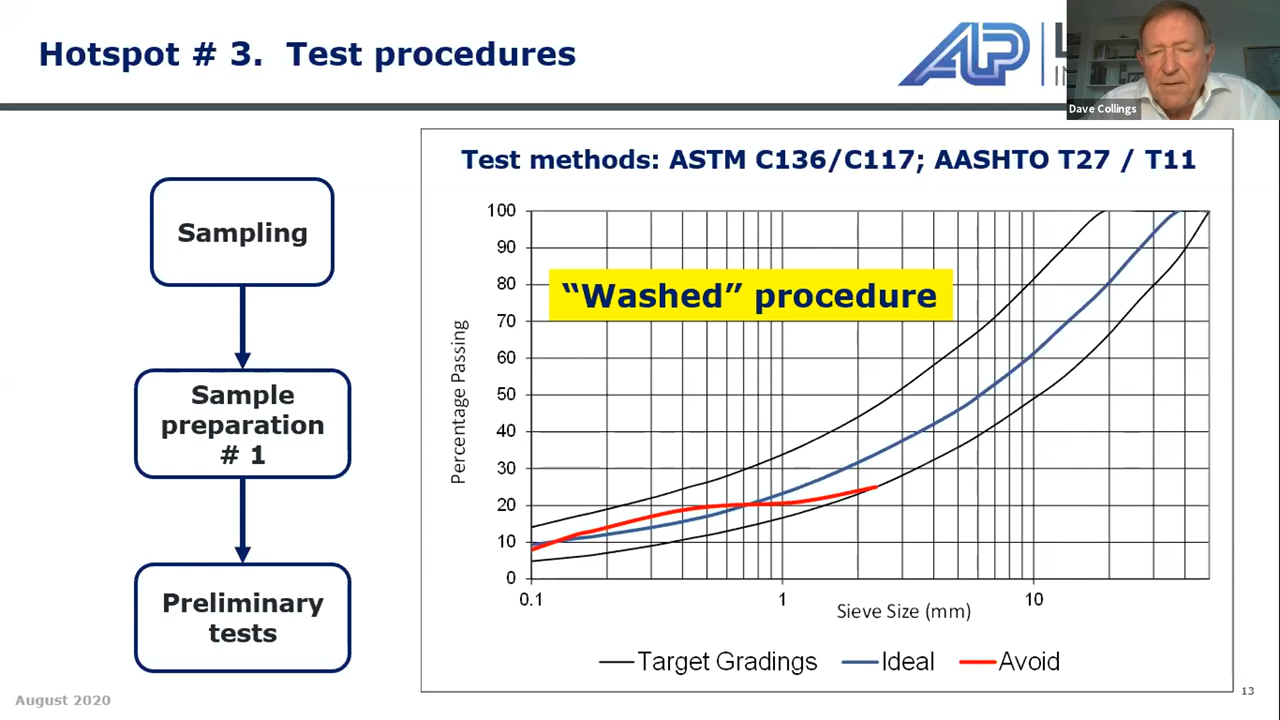 Hotspot # 3. Test procedures
ALP
Dave Collings
Sampling
Sample
preparation
# 1
Preliminary
tests
Test methods: ASTM C136/C117; AASHTO T27 / T11
"Washed" procedure
Percentage Passing
100
90
80
70
60
50
40
30
20
10
0
0.1
1
10
Sieve Size (mm)
Target Gradings
Ideal
Avoid
August 2020
13